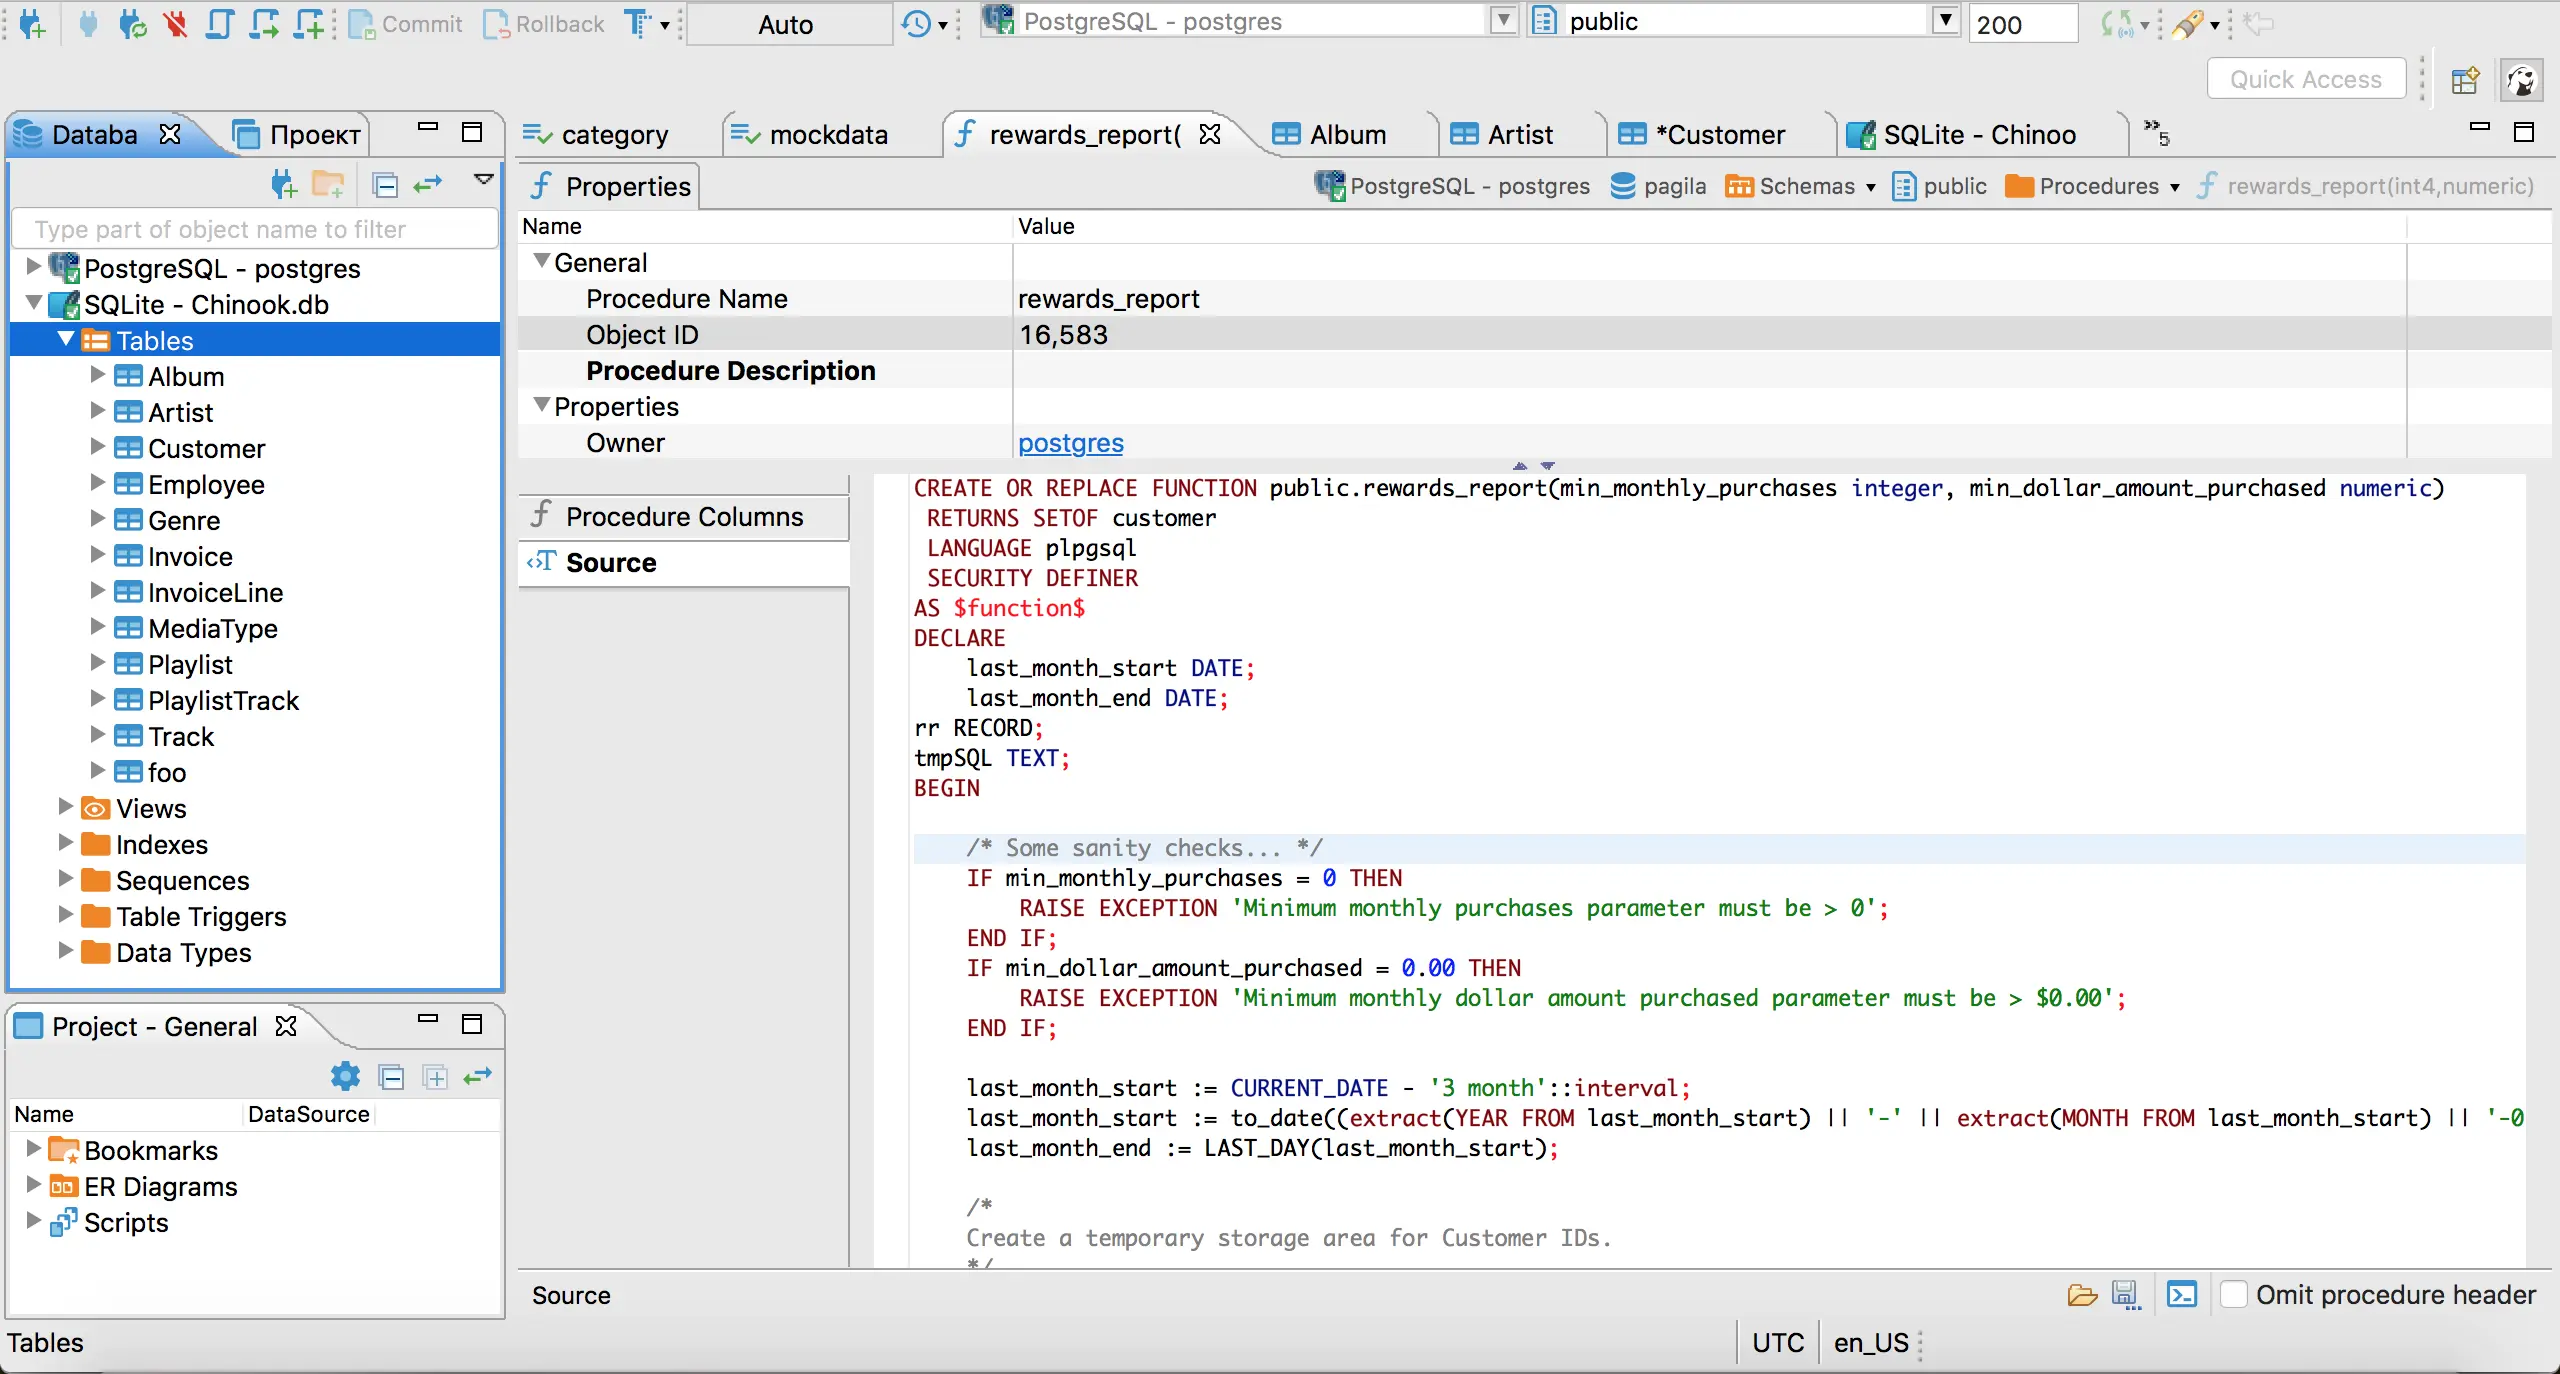 Commit Rollback Auto PostgreSQL - postgres public 200
Quick Access
Databa Проект
category mockdata rewards_report( Album Artist *Customer SQLite - Chinoo »5
Properties
PostgreSQL - postgres pagila Schemas public Procedures rewards_report(int4,numeric)
Type part of object name to filter
PostgreSQL - postgres
SQLite - Chinook.db
Tables
Album
Artist
Customer
Employee
Genre
Invoice
InvoiceLine
MediaType
Playlist
PlaylistTrack
Track
foo
Views
Indexes
Sequences
Table Triggers
Data Types
Project - General
Name DataSource
Bookmarks
ER Diagrams
Scripts
Name Value
General
Procedure Name rewards_report
Object ID 16,583
Procedure Description
Properties
Owner postgres
Procedure Columns
Source
CREATE OR REPLACE FUNCTION public.rewards_report(min_monthly_purchases integer, min_dollar_amount_purchased numeric)
RETURNS SETOF customer
LANGUAGE plpgsql
SECURITY DEFINER
AS $function$
DECLARE
last_month_start DATE;
last_month_end DATE;
rr RECORD;
tmpSQL TEXT;
BEGIN
/* Some sanity checks... */
IF min_monthly_purchases = 0 THEN
RAISE EXCEPTION 'Minimum monthly purchases parameter must be > 0';
END IF;
IF min_dollar_amount_purchased = 0.00 THEN
RAISE EXCEPTION 'Minimum monthly dollar amount purchased parameter must be > $0.00';
END IF;
last_month_start := CURRENT_DATE - '3 month'::interval;
last_month_start := to_date((extract(YEAR FROM last_month_start) || '-' || extract(MONTH FROM last_month_start) || '-0
last_month_end := LAST_DAY(last_month_start);
/*
Create a temporary storage area for Customer IDs.
*/
Source
Omit procedure header
Tables
UTC en_US